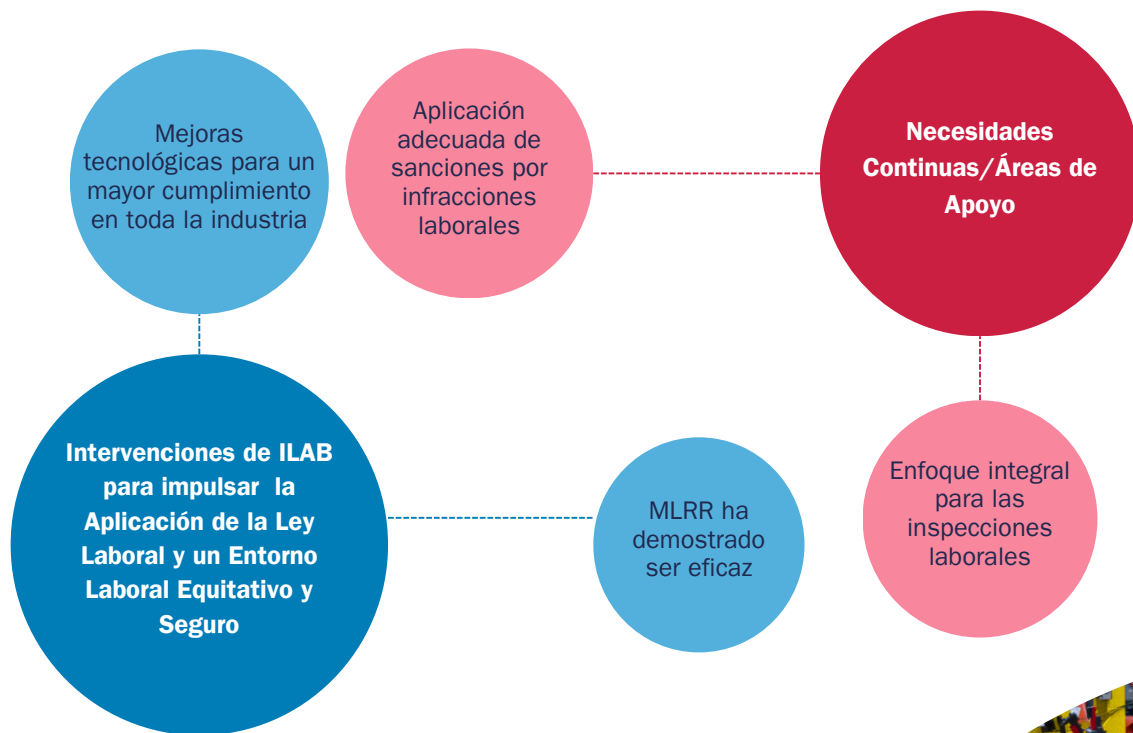 Mejoras
tecnológicas para un
mayor cumplimiento
en toda la industria
Aplicación
adecuada de
sanciones por
infracciones
laborales
Necesidades
Continuas/Áreas de
Apoyo
Intervenciones de ILAB
para impulsar  la
Aplicación de la Ley
Laboral y un Entorno
Laboral Equitativo y
Seguro
MLRR ha
demostrado
ser eficaz
Enfoque integral
para las
inspecciones
laborales